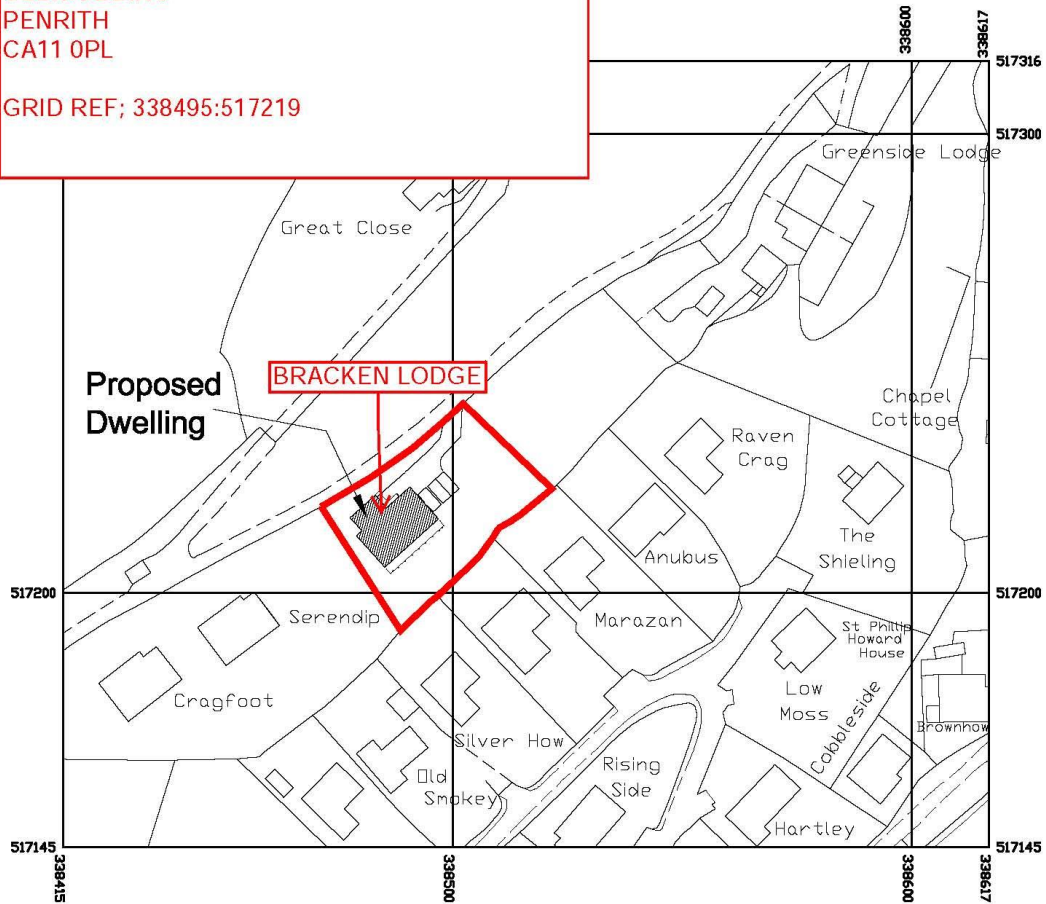 PENRITH
CA11 0PL
GRID REF; 338495:517219
338600
338617
517316
517300
Greenside Lodge
Great Close
BRACKEN LODGE
Proposed
Dwelling
Chapel
Cottage
Raven
Crag
The
Shieling
Anubus
517200
517200
Serendip
Marazan
St Phillip
Howard
House
Low
Moss
Cragfoot
Cobbleside
Brownhow
Silver How
Rising
Side
Old
Smokey
Hartley
517145
517145
338415
338500
338600
338617